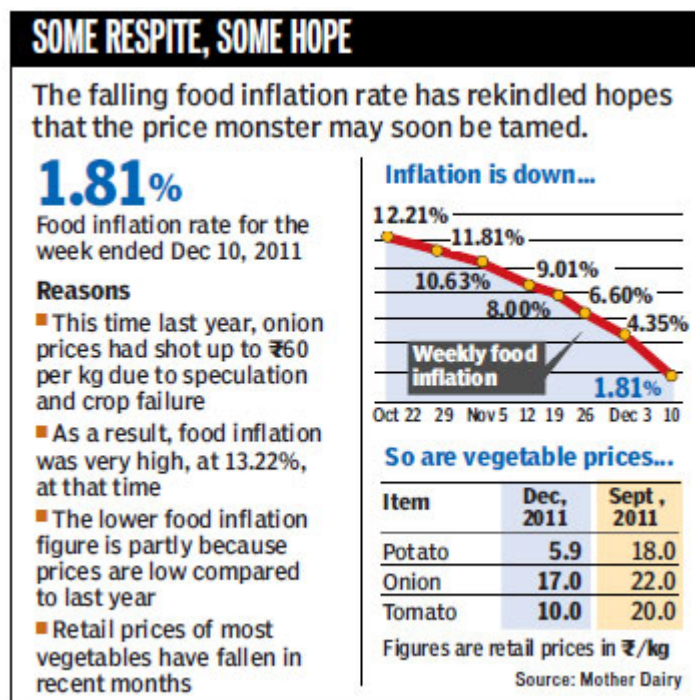 SOME RESPITE, SOME HOPE
The falling food inflation rate has rekindled hopes
that the price monster may soon be tamed.
1.81%
Food inflation rate for the
week ended Dec 10, 2011
Reasons
This time last year, onion
prices had shot up to ₹60
per kg due to speculation
and crop failure
As a result, food inflation
was very high, at 13.22%,
at that time
The lower food inflation
figure is partly because
prices are low compared
to last year
Retail prices of most
vegetables have fallen in
recent months
Inflation is down...
12.21%
11.81%
10.63%
9.01%
8.00%
6.60%
4.35%
Weekly food
inflation
1.81%
Oct 22 29 Nov 5 12 19 26 Dec 3 10
So are vegetable prices...
Item Dec, 2011 Sept, 2011
Potato 5.9 18.0
Onion 17.0 22.0
Tomato 10.0 20.0
Figures are retail prices in ₹/kg
Source: Mother Dairy